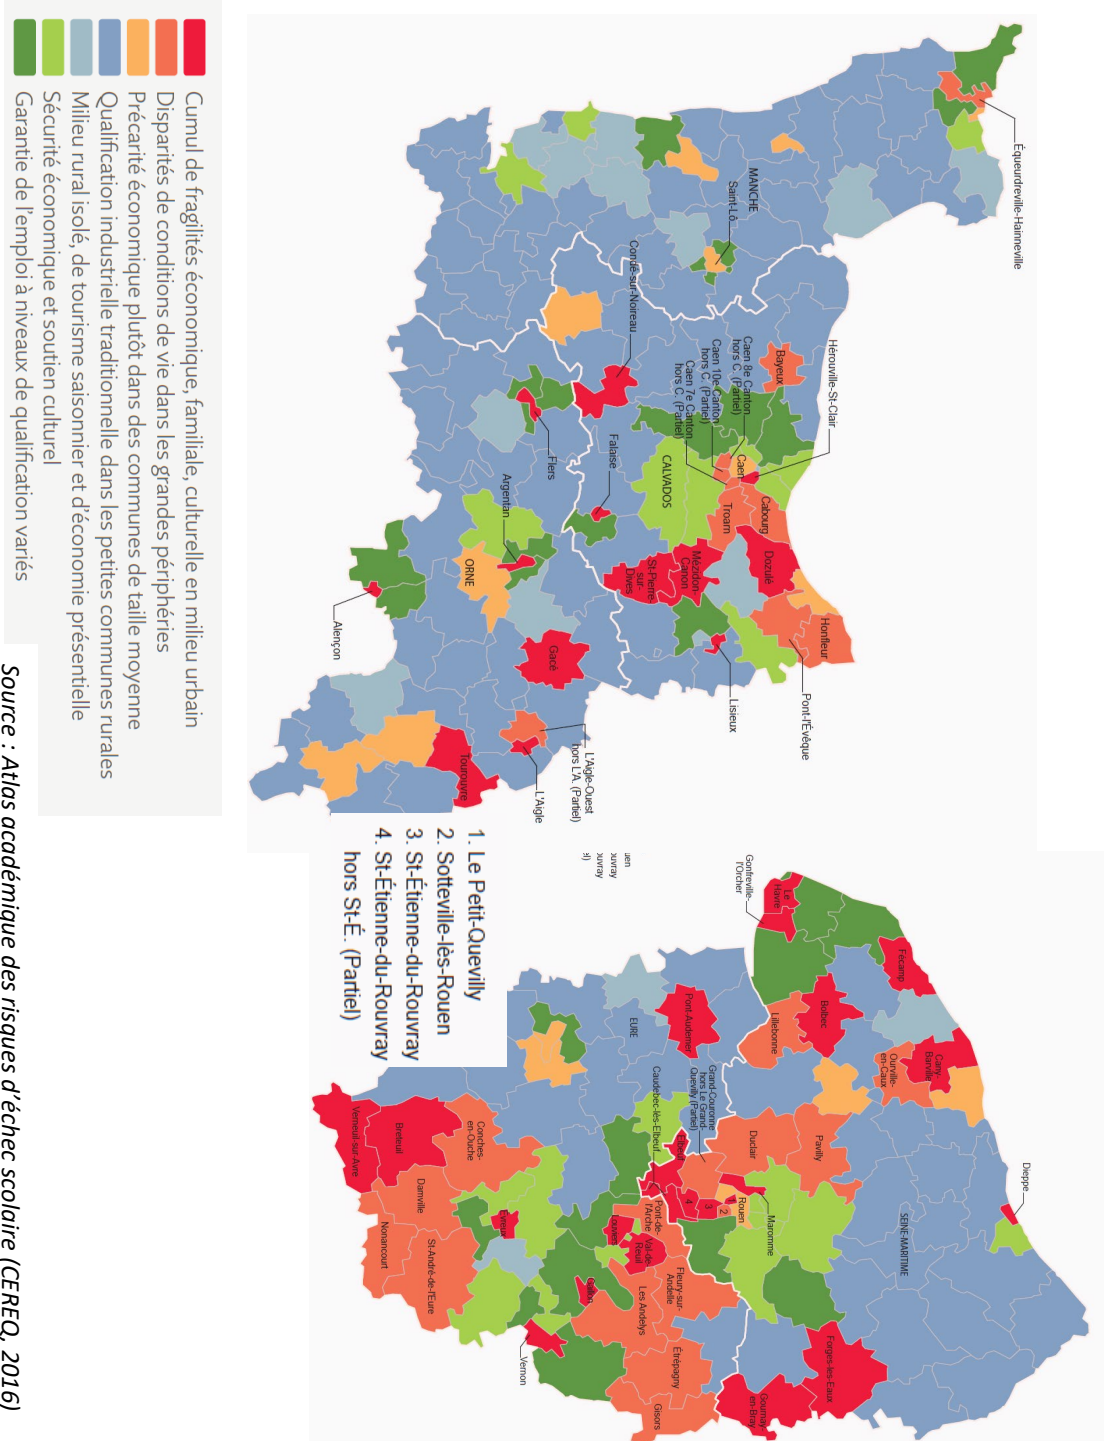 Cumul de fragilités économique, familiale, culturelle en milieu urbain
Disparités de conditions de vie dans les grandes périphéries
Précarité économique plutôt dans des communes de taille moyenne
Qualification industrielle traditionnelle dans les petites communes rurales
Milieu rural isolé, de tourisme saisonnier et d'économie présentielle
Sécurité économique et soutien culturel
Garantie de l'emploi à niveaux de qualification variés
Équeurdreville-Hainneville
MANCHE
Saint-Lô
Condé-sur-Noireau
Hérouville-St-Clair
Bayeux
Caen 8e Canton
hors C. (Partiel)
Caen 10e Canton
hors C. (Partiel)
Caen 7e Canton
hors C. (Partiel)
Caen
Cabourg
Troarn
CALVADOS
Dozulé
Mézidon-
Canon
St-Pierre-
sur-
Dives
Honfleur
Pont-l'Évêque
Lisieux
Falaise
Flers
Argentan
ORNE
Alençon
Gacé
L'Aigle-Ouest
hors L'A. (Partiel)
L'Aigle
Tourouvre
1. Le Petit-Quevilly
2. Sotteville-lès-Rouen
3. St-Étienne-du-Rouvray
4. St-Étienne-du-Rouvray
hors St-É. (Partiel)
uen
uvray
ouvray
el)
Gonfreville-
l'Orcher
Le
Havre
Fécamp
Bolbec
Lillebonne
Cany-
Barville
Ourville-
en-Caux
Dieppe
SEINE-MARITIME
Pavilly
Duclair
Maromme
Rouen
1
2
3
4
Grand-Couronne
hors Le Grand-
Quevilly (Partiel)
Caudebec-lès-Elbeuf
Elbeuf
Pont-Audemer
EURE
Pont-de-
l'Arche
Louviers
Val-de-
Reuil
Fleury-sur-
Andelle
Les Andelys
Étrépagny
Gisors
Gournay-
en-Bray
Forges-les-Eaux
Gaillon
Vernon
Évreux
Conches-
en-Ouche
Breteuil
Verneuil-sur-Avre
Damville
Nonancourt
St-André-de-l'Eure
Source : Atlas académique des risques d'échec scolaire (CEREQ, 2016)